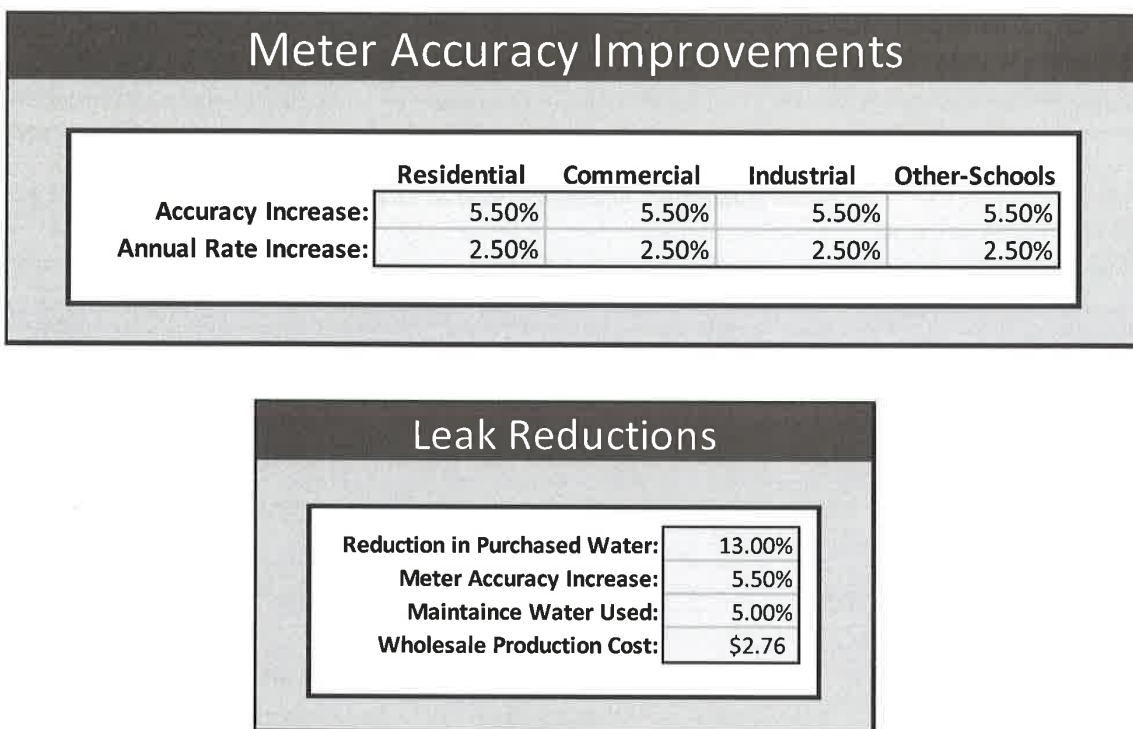 Meter Accuracy Improvements
Residential Commercial Industrial Other-Schools
Accuracy Increase: 5.50% 5.50% 5.50% 5.50%
Annual Rate Increase: 2.50% 2.50% 2.50% 2.50%
Leak Reductions
Reduction in Purchased Water: 13.00%
Meter Accuracy Increase: 5.50%
Maintaince Water Used: 5.00%
Wholesale Production Cost: $2.76